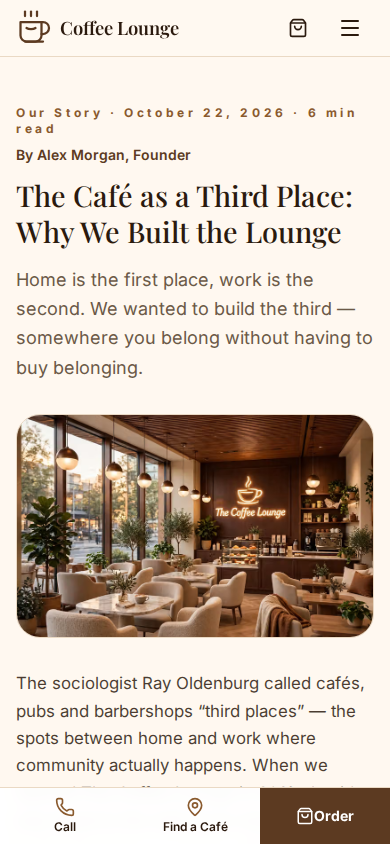 Coffee Lounge
Our Story · October 22, 2026 · 6 min
read
By Alex Morgan, Founder
The Café as a Third Place:
Why We Built the Lounge
Home is the first place, work is the
second. We wanted to build the third —
somewhere you belong without having to
buy belonging.
The Coffee Lounge
The sociologist Ray Oldenburg called cafés,
pubs and barbershops “third places” — the
spots between home and work where
community actually happens. When we
Call
Find a Café
Order